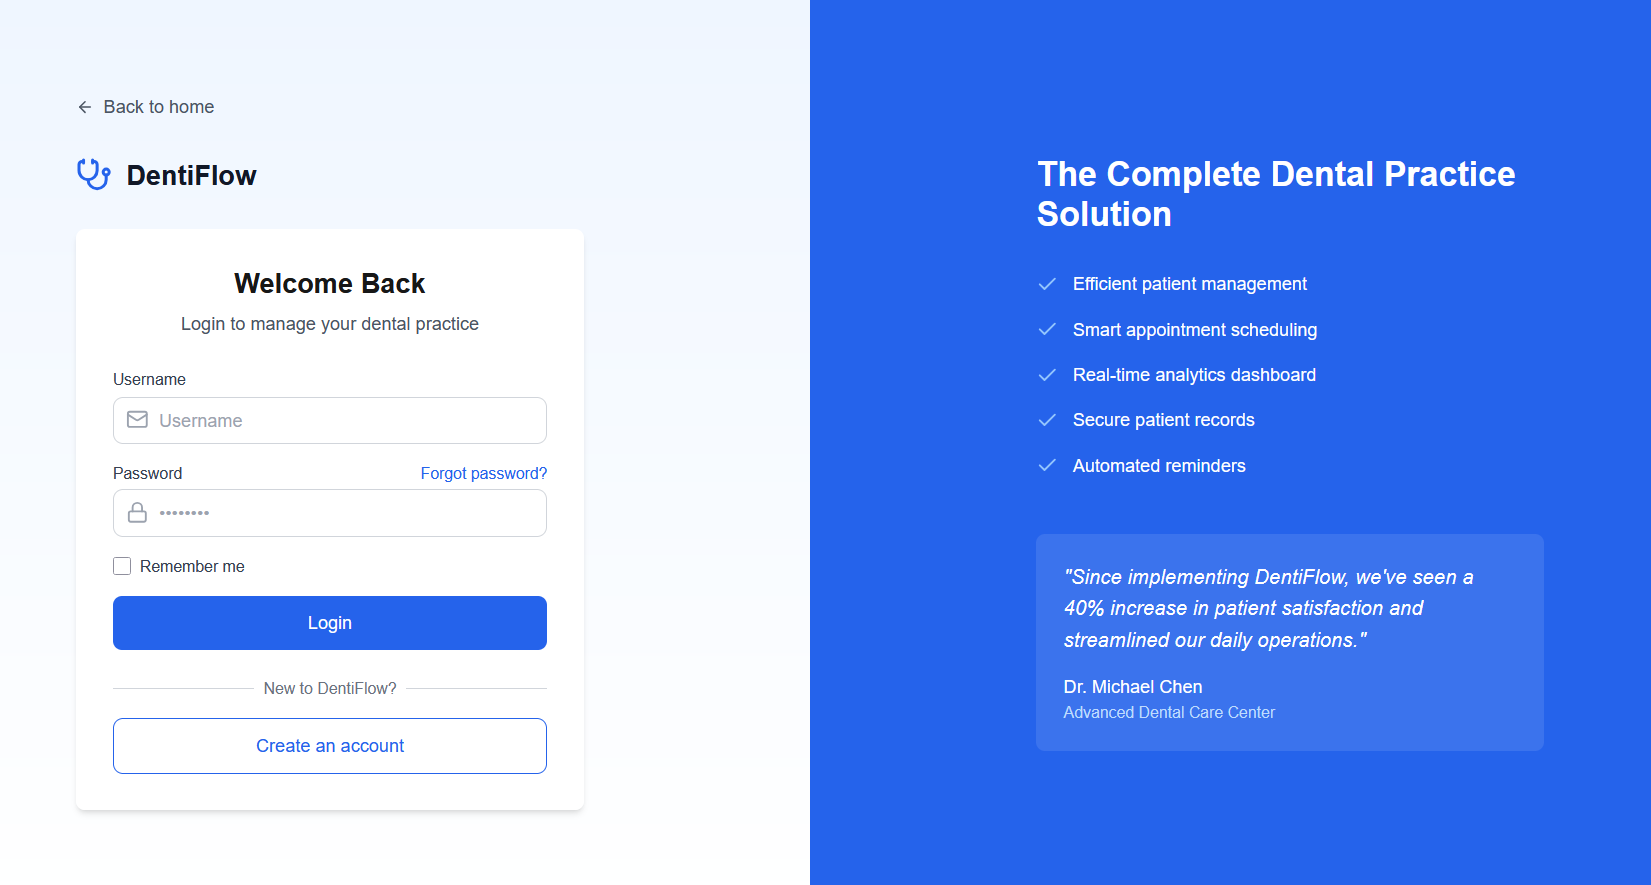 Back to home
DentiFlow
Welcome Back
Login to manage your dental practice
Username
Username
Password
Forgot password?
••••••••
Remember me
Login
New to DentiFlow?
Create an account
The Complete Dental Practice
Solution
Efficient patient management
Smart appointment scheduling
Real-time analytics dashboard
Secure patient records
Automated reminders
"Since implementing DentiFlow, we've seen a
40% increase in patient satisfaction and
streamlined our daily operations."
Dr. Michael Chen
Advanced Dental Care Center